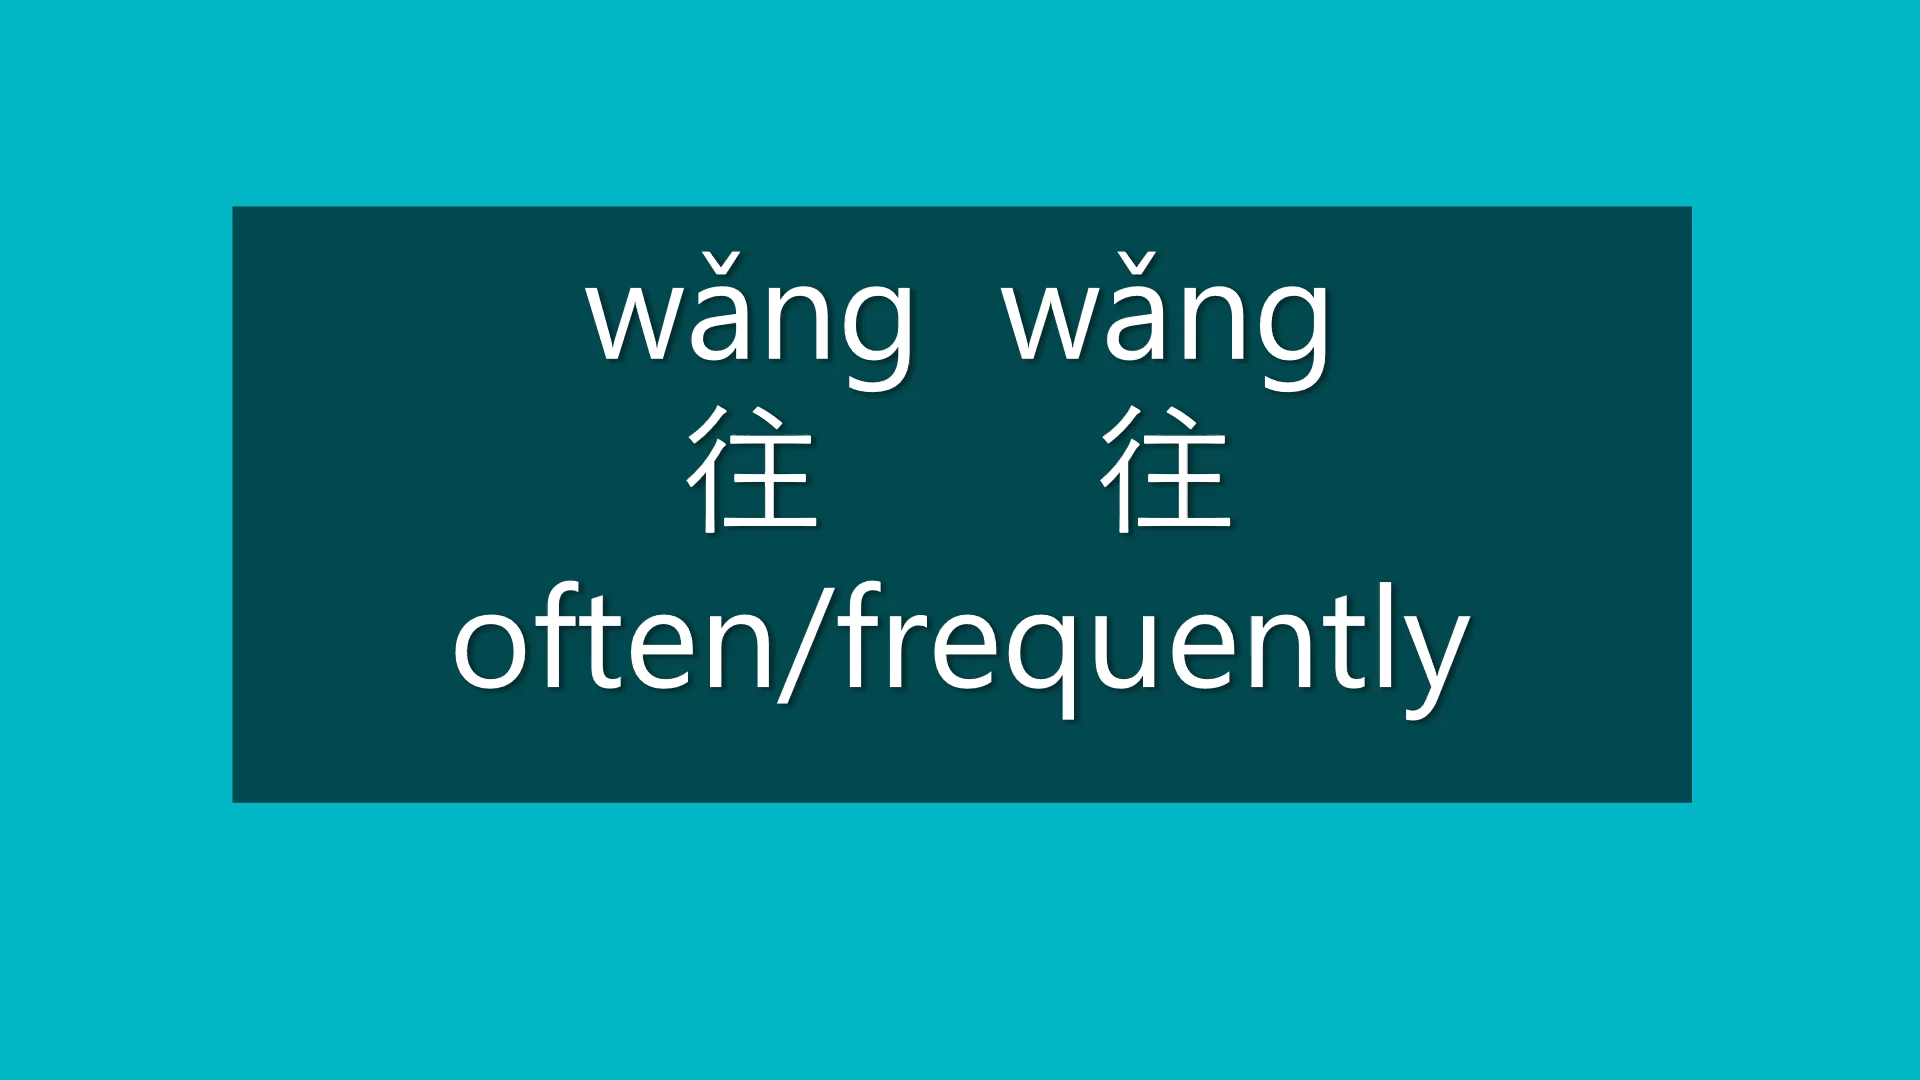 wǎng wǎng
往 往
often/frequently